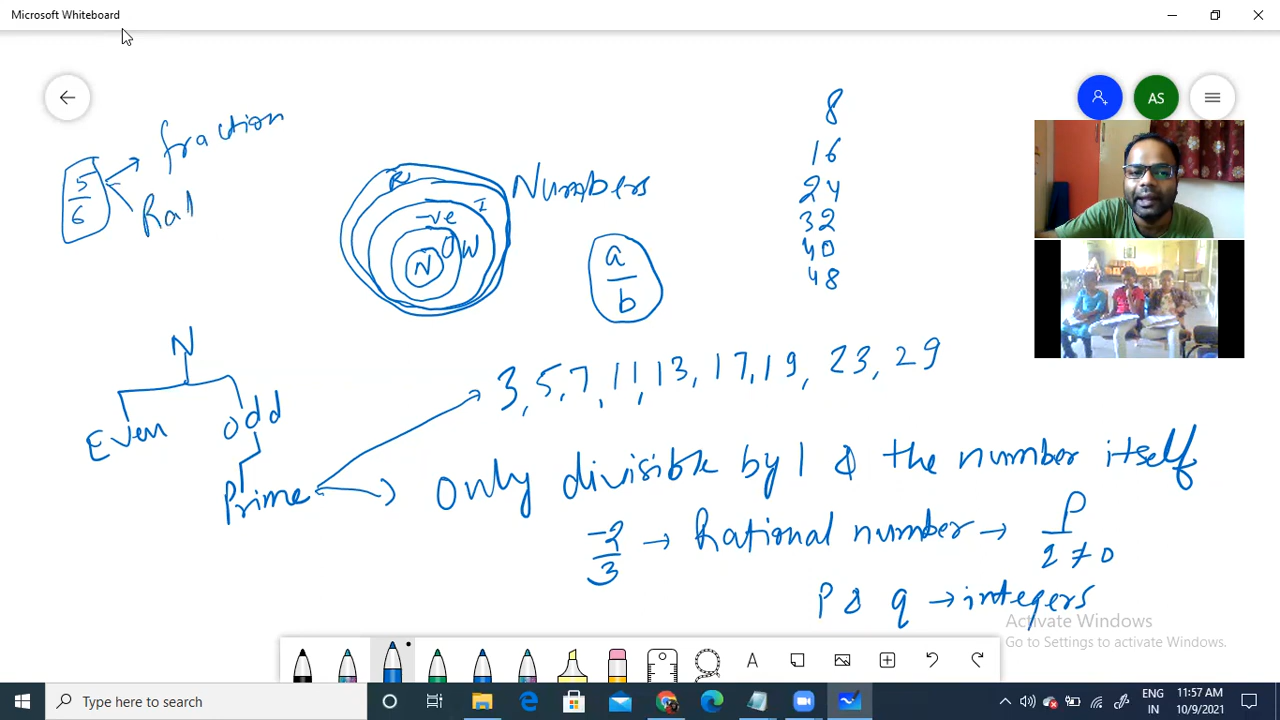 Microsoft Whiteboard
AS
5/6
fraction
Rat
Numbers
R
I
-ve
0
W
N
a/b
8
16
24
32
40
48
N
Even
Odd
Prime
3, 5, 7, 11, 13, 17, 19, 23, 29
Only divisible by 1 & the number itself
-2/3 → Rational number → P/2 ≠ 0
P & q → integers
Activate Windows
Go to Settings to activate Windows.
A
Type here to search
ENG
IN
11:57 AM
10/9/2021